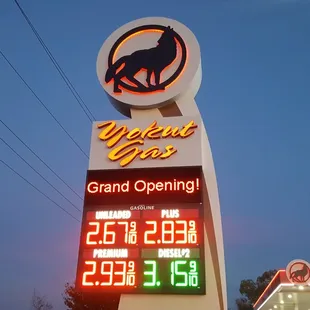 Yokut
Gas
Grand Opening!
GASOLINE
UNLEADED PLUS
2.67 9/10 2.83 9/10
PREMIUM DIESEL#2
2.93 9/10 3.15 9/10